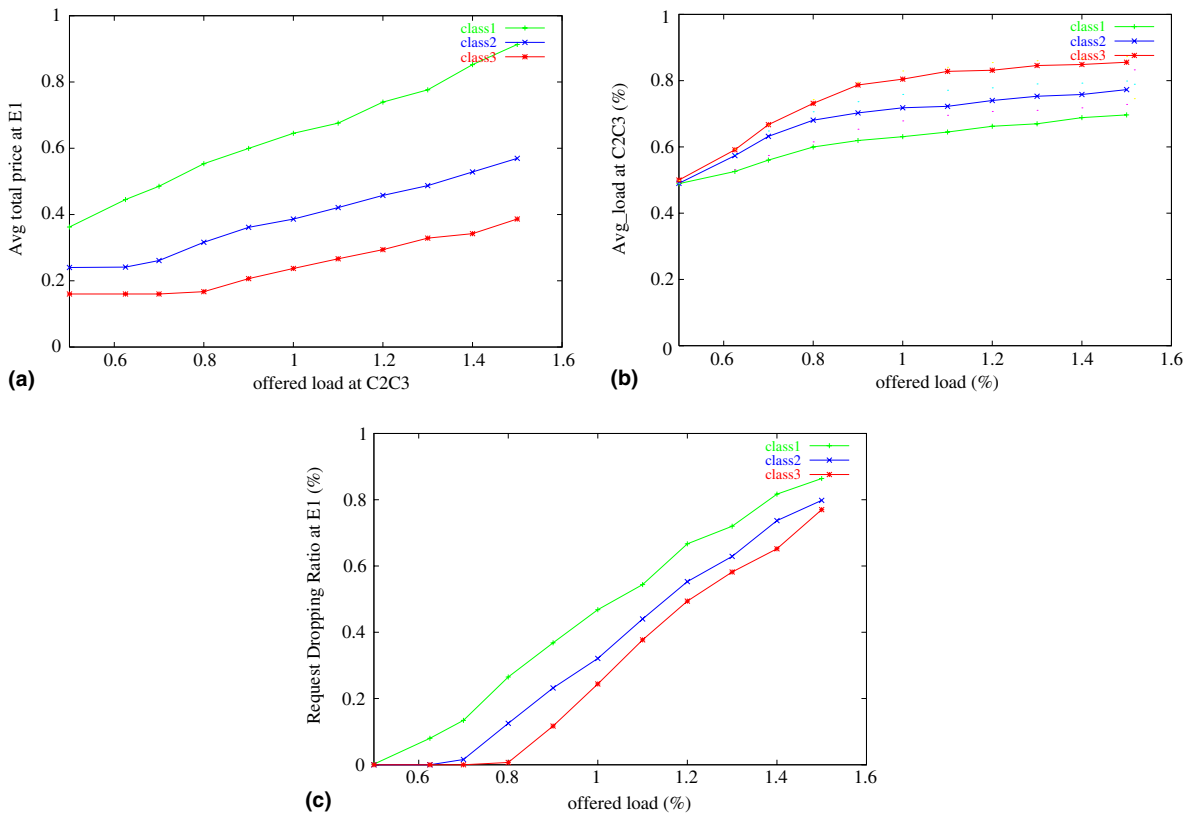 1
0.8
0.6
0.4
0.2
0
Avg total price at E1
class1
class2
class3
0.6 0.8 1 1.2 1.4 1.6
offered load at C2C3
(a)
1
0.8
0.6
0.4
0.2
0
Avg_load at C2C3 (%)
class1
class2
class3
0.6 0.8 1 1.2 1.4 1.6
offered load (%)
(b)
1
0.8
0.6
0.4
0.2
0
Request Dropping Ratio at E1 (%)
class1
class2
class3
0.6 0.8 1 1.2 1.4 1.6
offered load (%)
(c)